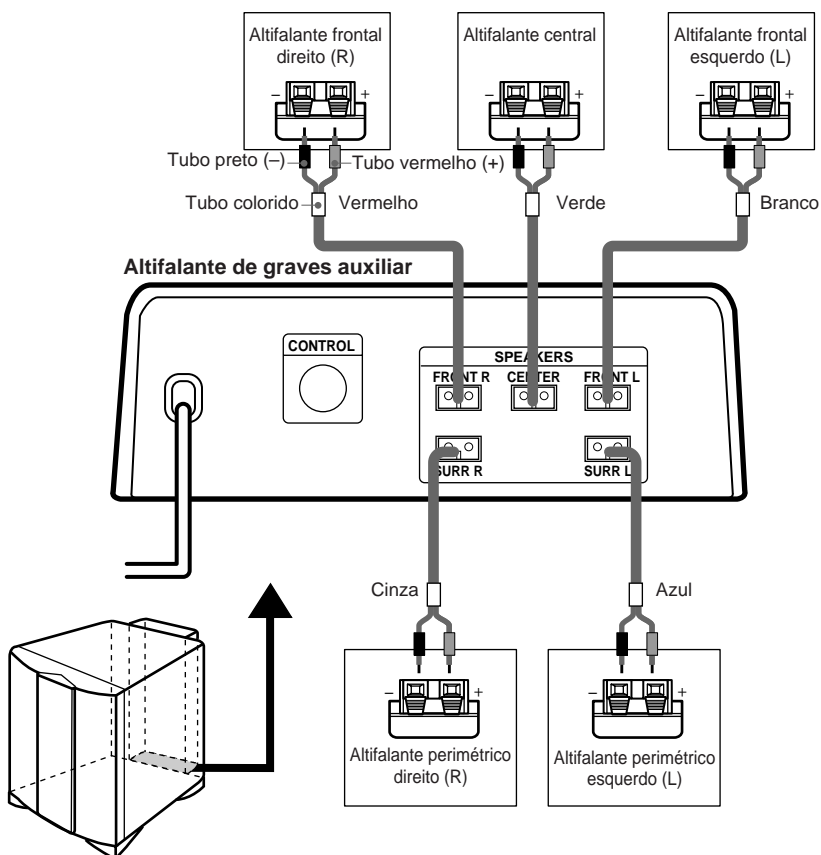 Altifalante frontal
direito (R)
Altifalante central
Altifalante frontal
esquerdo (L)
– +
– +
– +
Tubo preto (–)
Tubo vermelho (+)
Tubo colorido
Vermelho
Verde
Branco
Altifalante de graves auxiliar
CONTROL
SPEAKERS
FRONT R
CENTER
FRONT L
SURR R
SURR L
Cinza
Azul
– +
– +
Altifalante perimétrico
direito (R)
Altifalante perimétrico
esquerdo (L)